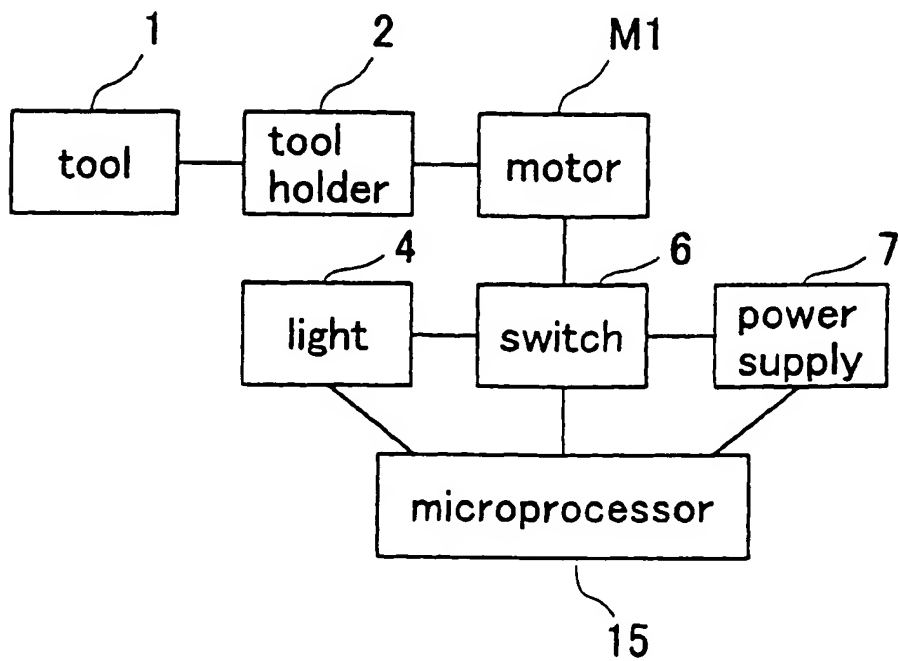 1
2
M1
tool
tool
holder
motor
4
6
7
light
switch
power
supply
microprocessor
15